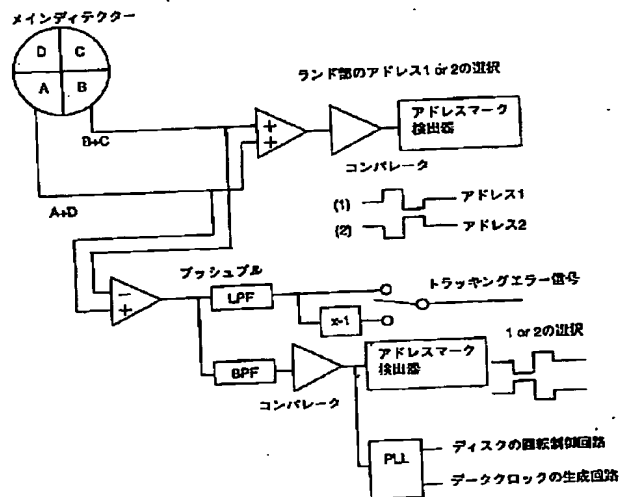 メインディテクター
D C
A B
ランド部のアドレス1 or 2の選択
B+C
+
+
アドレスマーク
検出器
コンパレータ
A+D
(1) アドレス1
(2) アドレス2
プッシュプル
−
+
LPF
トラッキングエラー信号
x-1
1 or 2の選択
BPF
アドレスマーク
検出器
コンパレータ
PLL
ディスクの回転制御回路
データクロックの生成回路